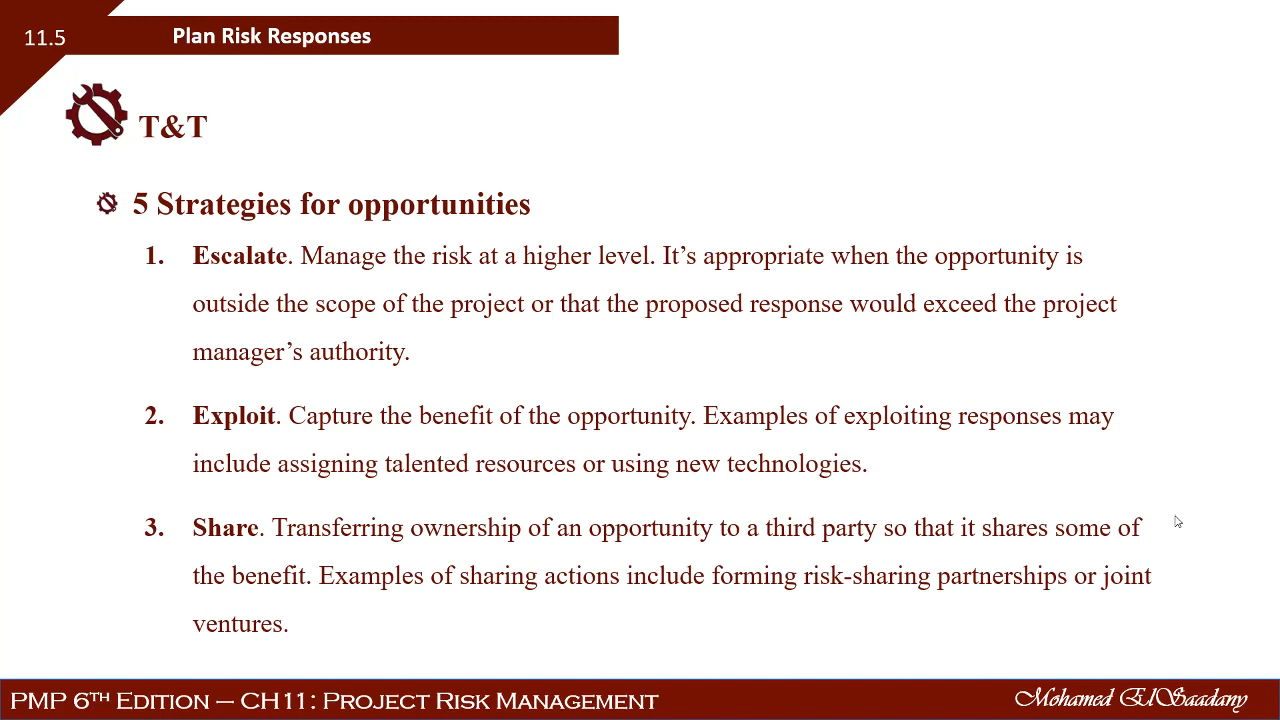 11.5
Plan Risk Responses
T&T
5 Strategies for opportunities
1. Escalate. Manage the risk at a higher level. It’s appropriate when the opportunity is
outside the scope of the project or that the proposed response would exceed the project
manager’s authority.
2. Exploit. Capture the benefit of the opportunity. Examples of exploiting responses may
include assigning talented resources or using new technologies.
3. Share. Transferring ownership of an opportunity to a third party so that it shares some of
the benefit. Examples of sharing actions include forming risk-sharing partnerships or joint
ventures.
PMP 6TH Edition – CH11: Project Risk Management
Mohamed ElSaadany